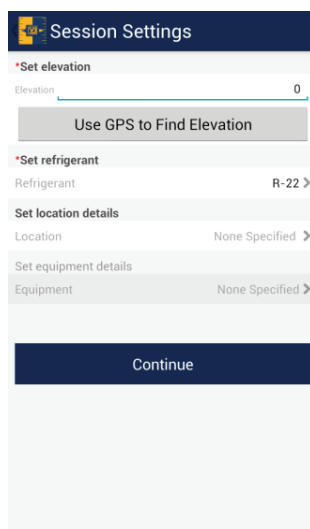 Session Settings
*Set elevation
Elevation 0
Use GPS to Find Elevation
*Set refrigerant
Refrigerant R-22
Set location details
Location None Specified
Set equipment details
Equipment None Specified
Continue